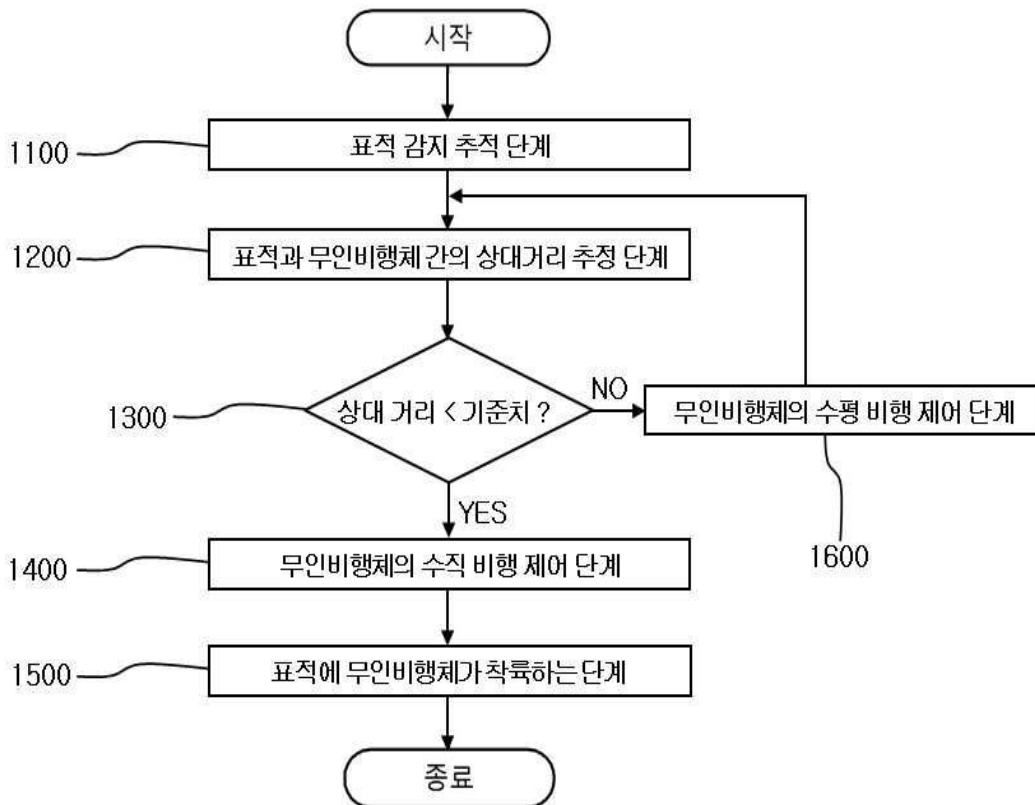 시작
1100
표적 감지 추적 단계
1200
표적과 무인비행체 간의 상대거리 추정 단계
1300
상대 거리 < 기준치 ?
NO
무인비행체의 수평 비행 제어 단계
1600
YES
1400
무인비행체의 수직 비행 제어 단계
1500
표적에 무인비행체가 착륙하는 단계
종료